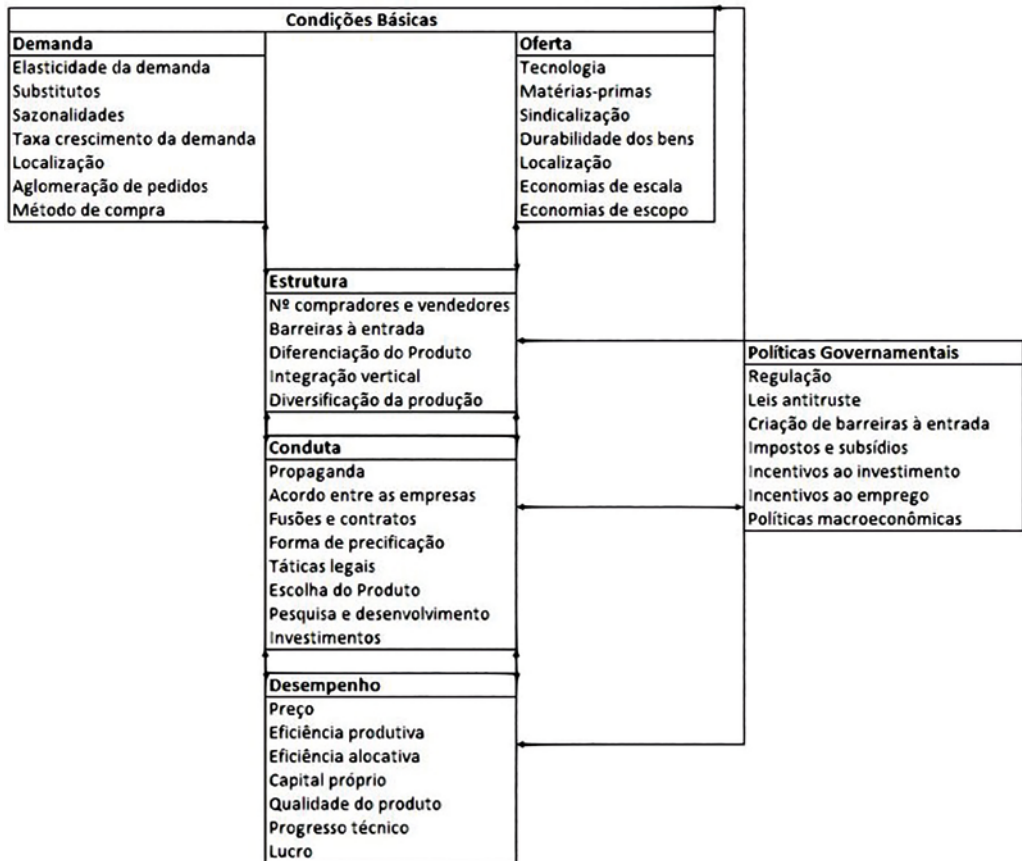 Condições Básicas
Demanda
Elasticidade da demanda
Substitutos
Sazonalidades
Taxa crescimento da demanda
Localização
Aglomeração de pedidos
Método de compra
Oferta
Tecnologia
Matérias-primas
Sindicalização
Durabilidade dos bens
Localização
Economias de escala
Economias de escopo
Estrutura
Nº compradores e vendedores
Barreiras à entrada
Diferenciação do Produto
Integração vertical
Diversificação da produção
Conduta
Propaganda
Acordo entre as empresas
Fusões e contratos
Forma de precificação
Táticas legais
Escolha do Produto
Pesquisa e desenvolvimento
Investimentos
Desempenho
Preço
Eficiência produtiva
Eficiência alocativa
Capital próprio
Qualidade do produto
Progresso técnico
Lucro
Políticas Governamentais
Regulação
Leis antitruste
Criação de barreiras à entrada
Impostos e subsídios
Incentivos ao investimento
Incentivos ao emprego
Políticas macroeconômicas